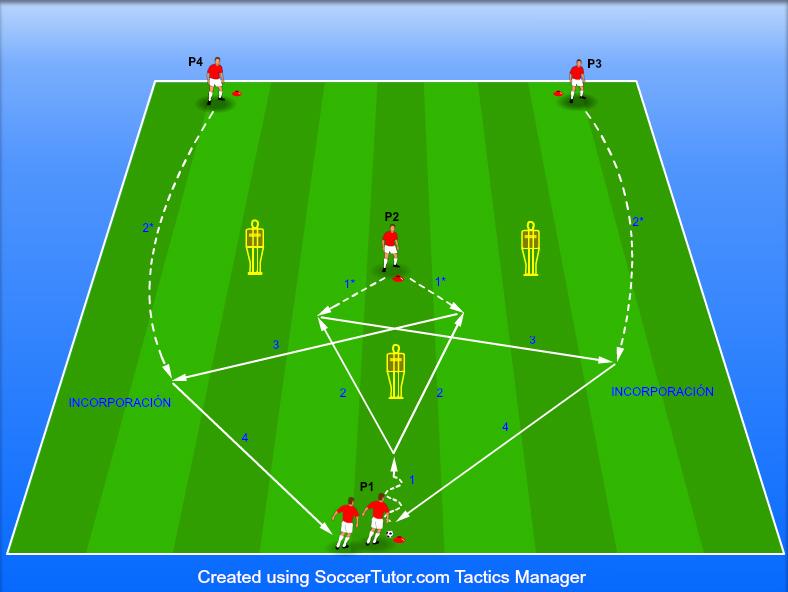 P4
P3
P2
2*
2*
1*
1*
3
3
2
2
INCORPORACIÓN
INCORPORACIÓN
4
4
1
P1
Created using SoccerTutor.com Tactics Manager